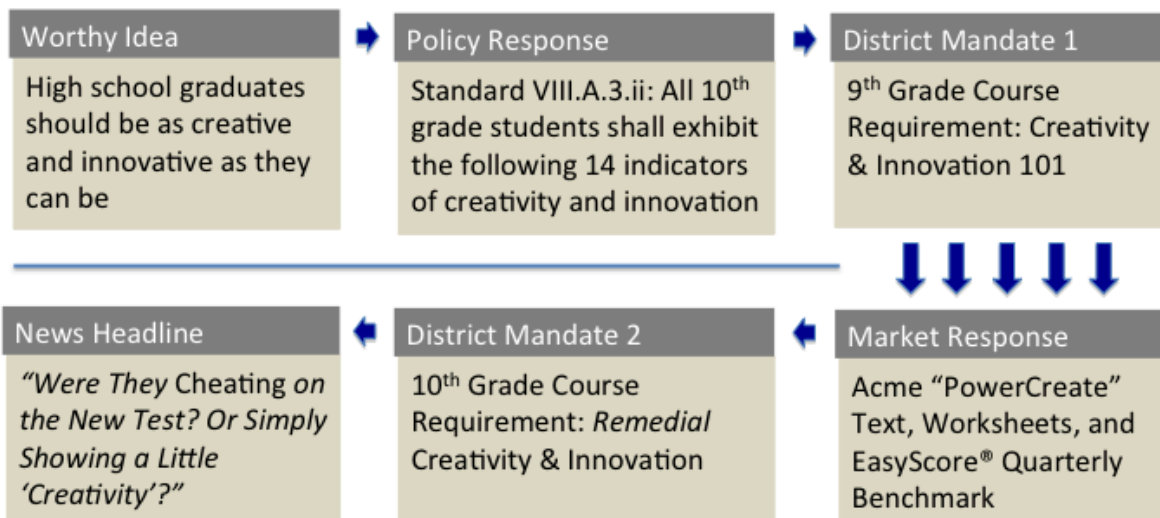 Worthy Idea
High school graduates
should be as creative
and innovative as they
can be
Policy Response
Standard VIII.A.3.ii: All 10th
grade students shall exhibit
the following 14 indicators
of creativity and innovation
District Mandate 1
9th Grade Course
Requirement: Creativity
& Innovation 101
Market Response
Acme “PowerCreate”
Text, Worksheets, and
EasyScore® Quarterly
Benchmark
District Mandate 2
10th Grade Course
Requirement: Remedial
Creativity & Innovation
News Headline
“Were They Cheating on
the New Test? Or Simply
Showing a Little
‘Creativity’?”